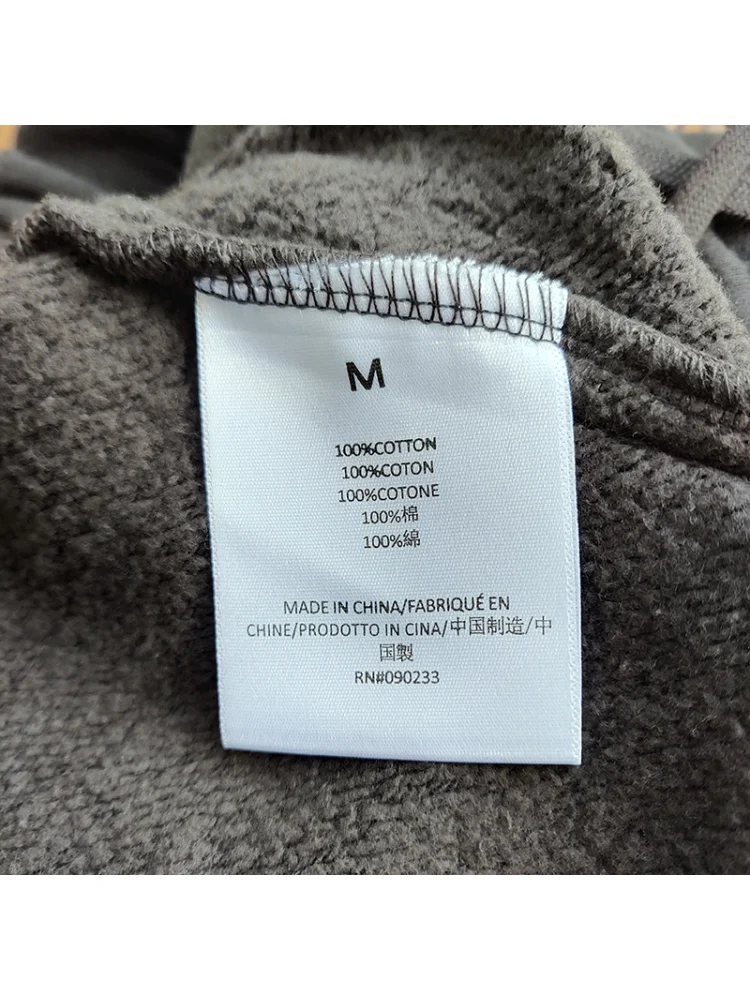 M
100%COTTON
100%COTON
100%COTONE
100%棉
100%綿
MADE IN CHINA/FABRIQUÉ EN
CHINE/PRODOTTO IN CINA/中国制造/中
国製
RN#090233